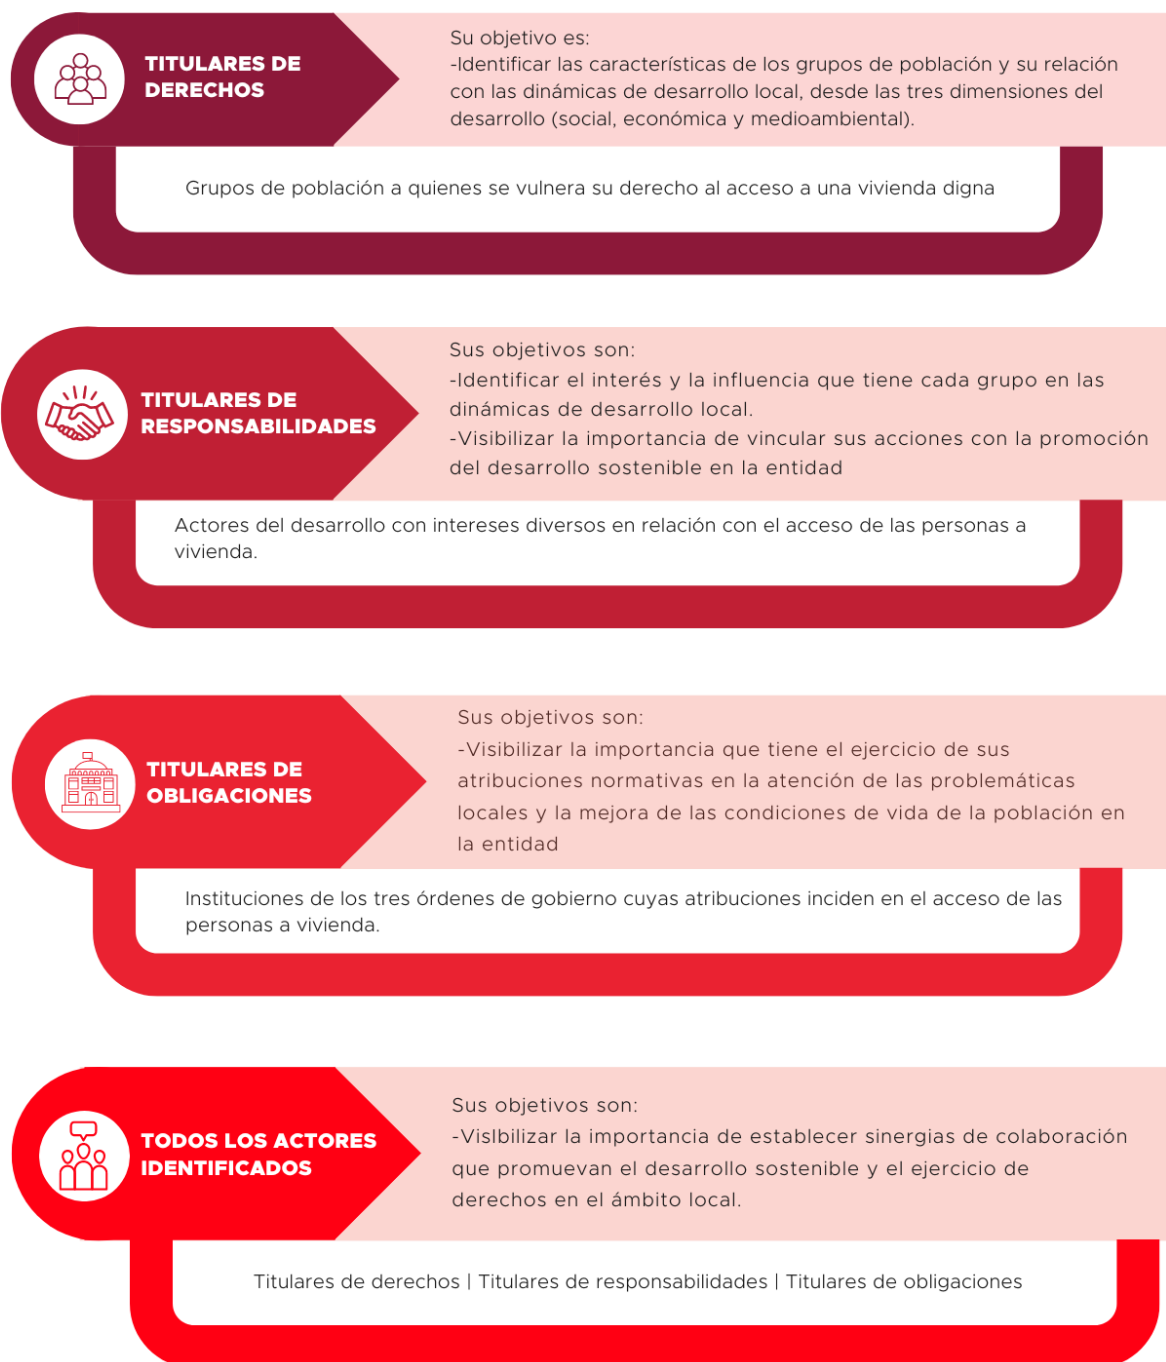 TITULARES DE
DERECHOS
Su objetivo es:
-Identificar las características de los grupos de población y su relación
con las dinámicas de desarrollo local, desde las tres dimensiones del
desarrollo (social, económica y medioambiental).
Grupos de población a quienes se vulnera su derecho al acceso a una vivienda digna
TITULARES DE
RESPONSABILIDADES
Sus objetivos son:
-Identificar el interés y la influencia que tiene cada grupo en las
dinámicas de desarrollo local.
-Visibilizar la importancia de vincular sus acciones con la promoción
del desarrollo sostenible en la entidad
Actores del desarrollo con intereses diversos en relación con el acceso de las personas a
vivienda.
TITULARES DE
OBLIGACIONES
Sus objetivos son:
-Visibilizar la importancia que tiene el ejercicio de sus
atribuciones normativas en la atención de las problemáticas
locales y la mejora de las condiciones de vida de la población en
la entidad
Instituciones de los tres órdenes de gobierno cuyas atribuciones inciden en el acceso de las
personas a vivienda.
TODOS LOS ACTORES
IDENTIFICADOS
Sus objetivos son:
-VisIbilizar la importancia de establecer sinergias de colaboración
que promuevan el desarrollo sostenible y el ejercicio de
derechos en el ámbito local.
Titulares de derechos | Titulares de responsabilidades | Titulares de obligaciones